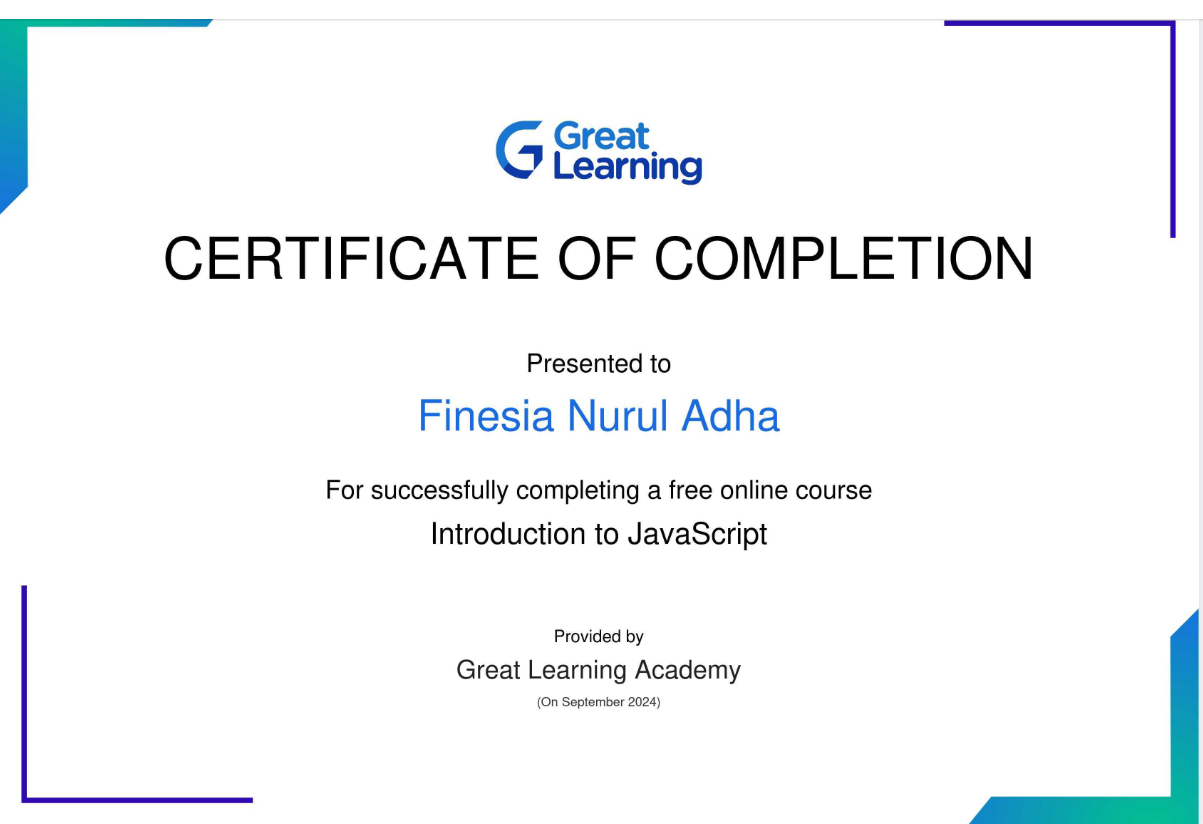 Great
Learning
CERTIFICATE OF COMPLETION
Presented to
Finesia Nurul Adha
For successfully completing a free online course
Introduction to JavaScript
Provided by
Great Learning Academy
(On September 2024)